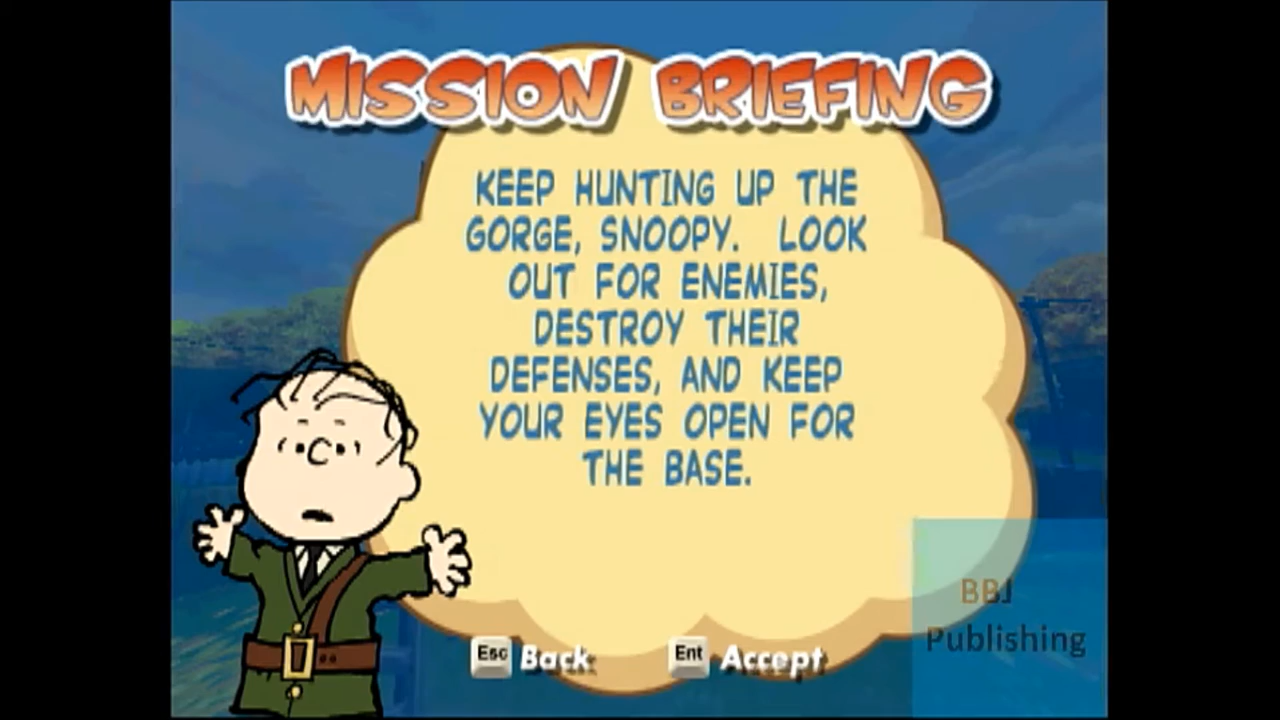 MISSION BRIEFING
KEEP HUNTING UP THE
GORGE, SNOOPY. LOOK
OUT FOR ENEMIES,
DESTROY THEIR
DEFENSES, AND KEEP
YOUR EYES OPEN FOR
THE BASE.
BBJ
Publishing
Esc Back Ent Accept